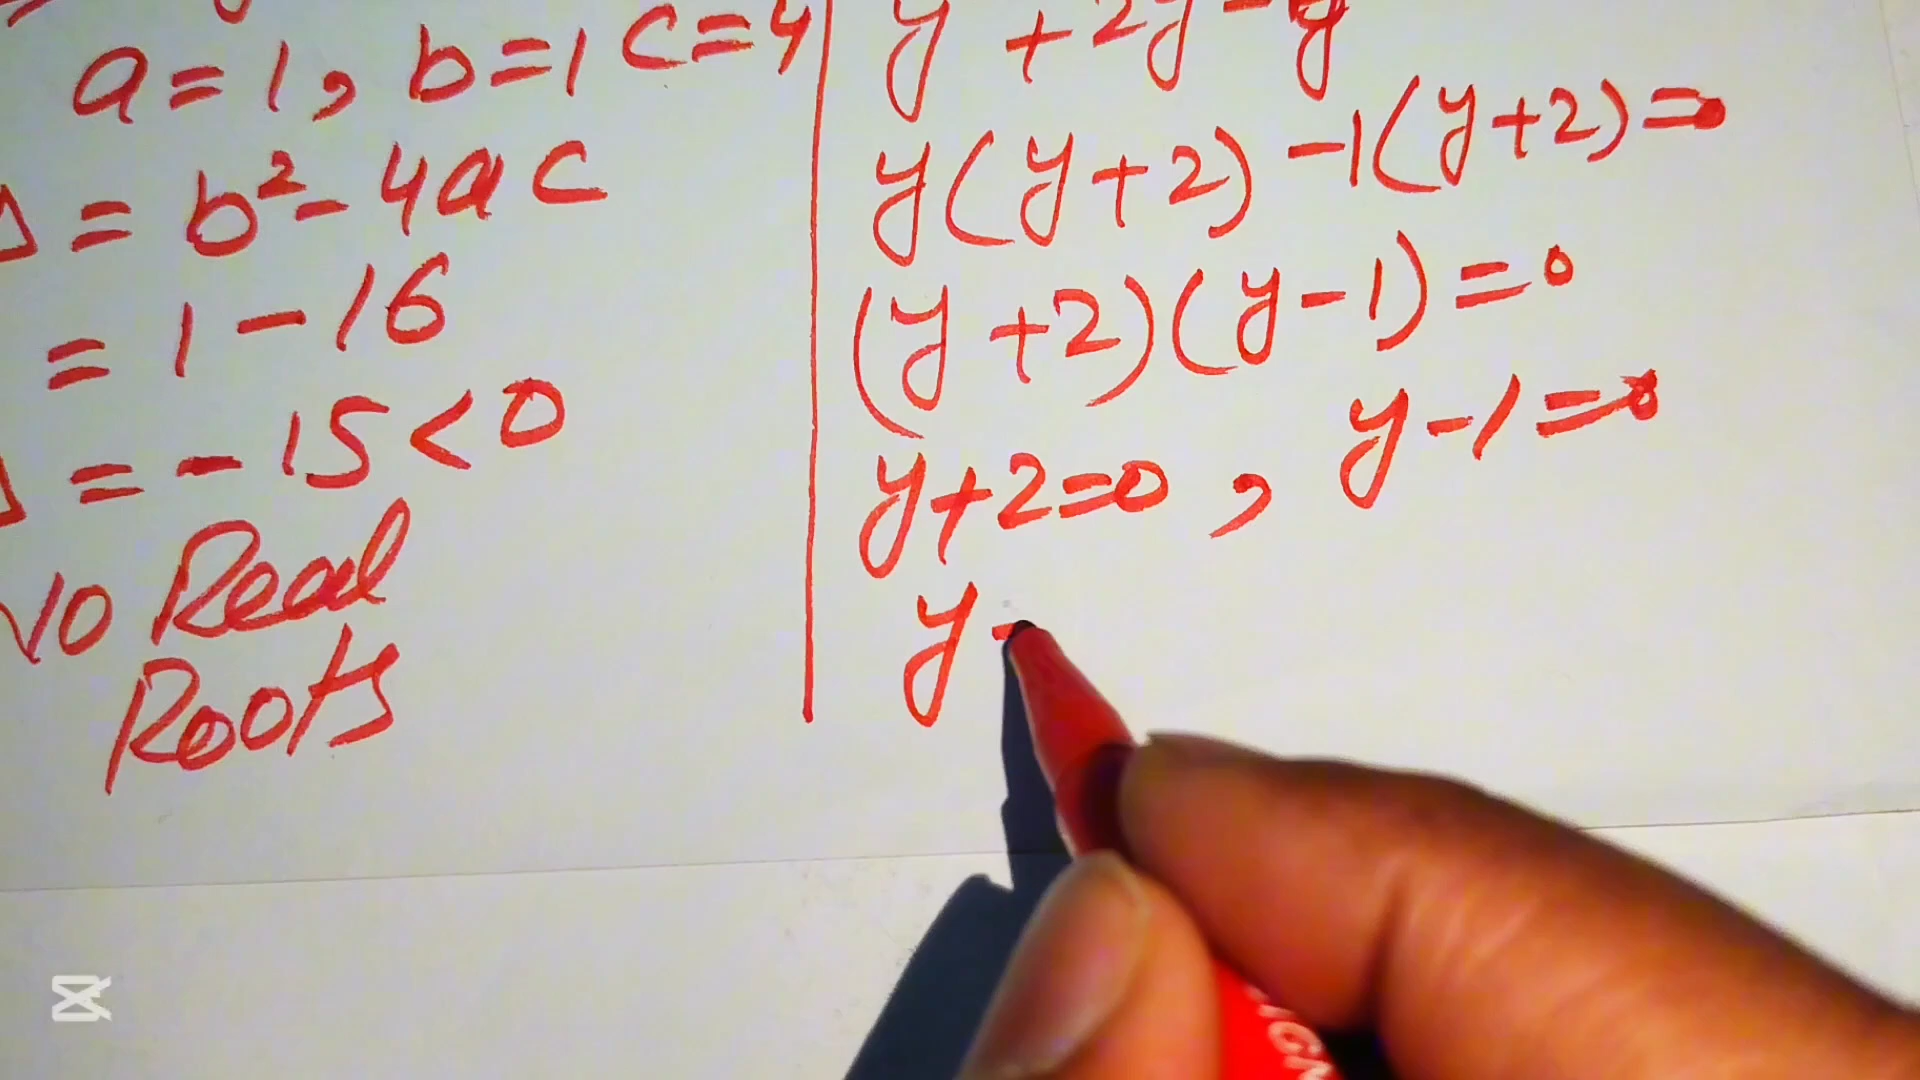 a=1, b=1 c=4
Δ = b²-4ac
= 1-16
Δ = -15<0
No Real
Roots
y +2y-y
y(y+2)-1(y+2)=0
(y+2)(y-1)=0
y+2=0, y-1=0
y -